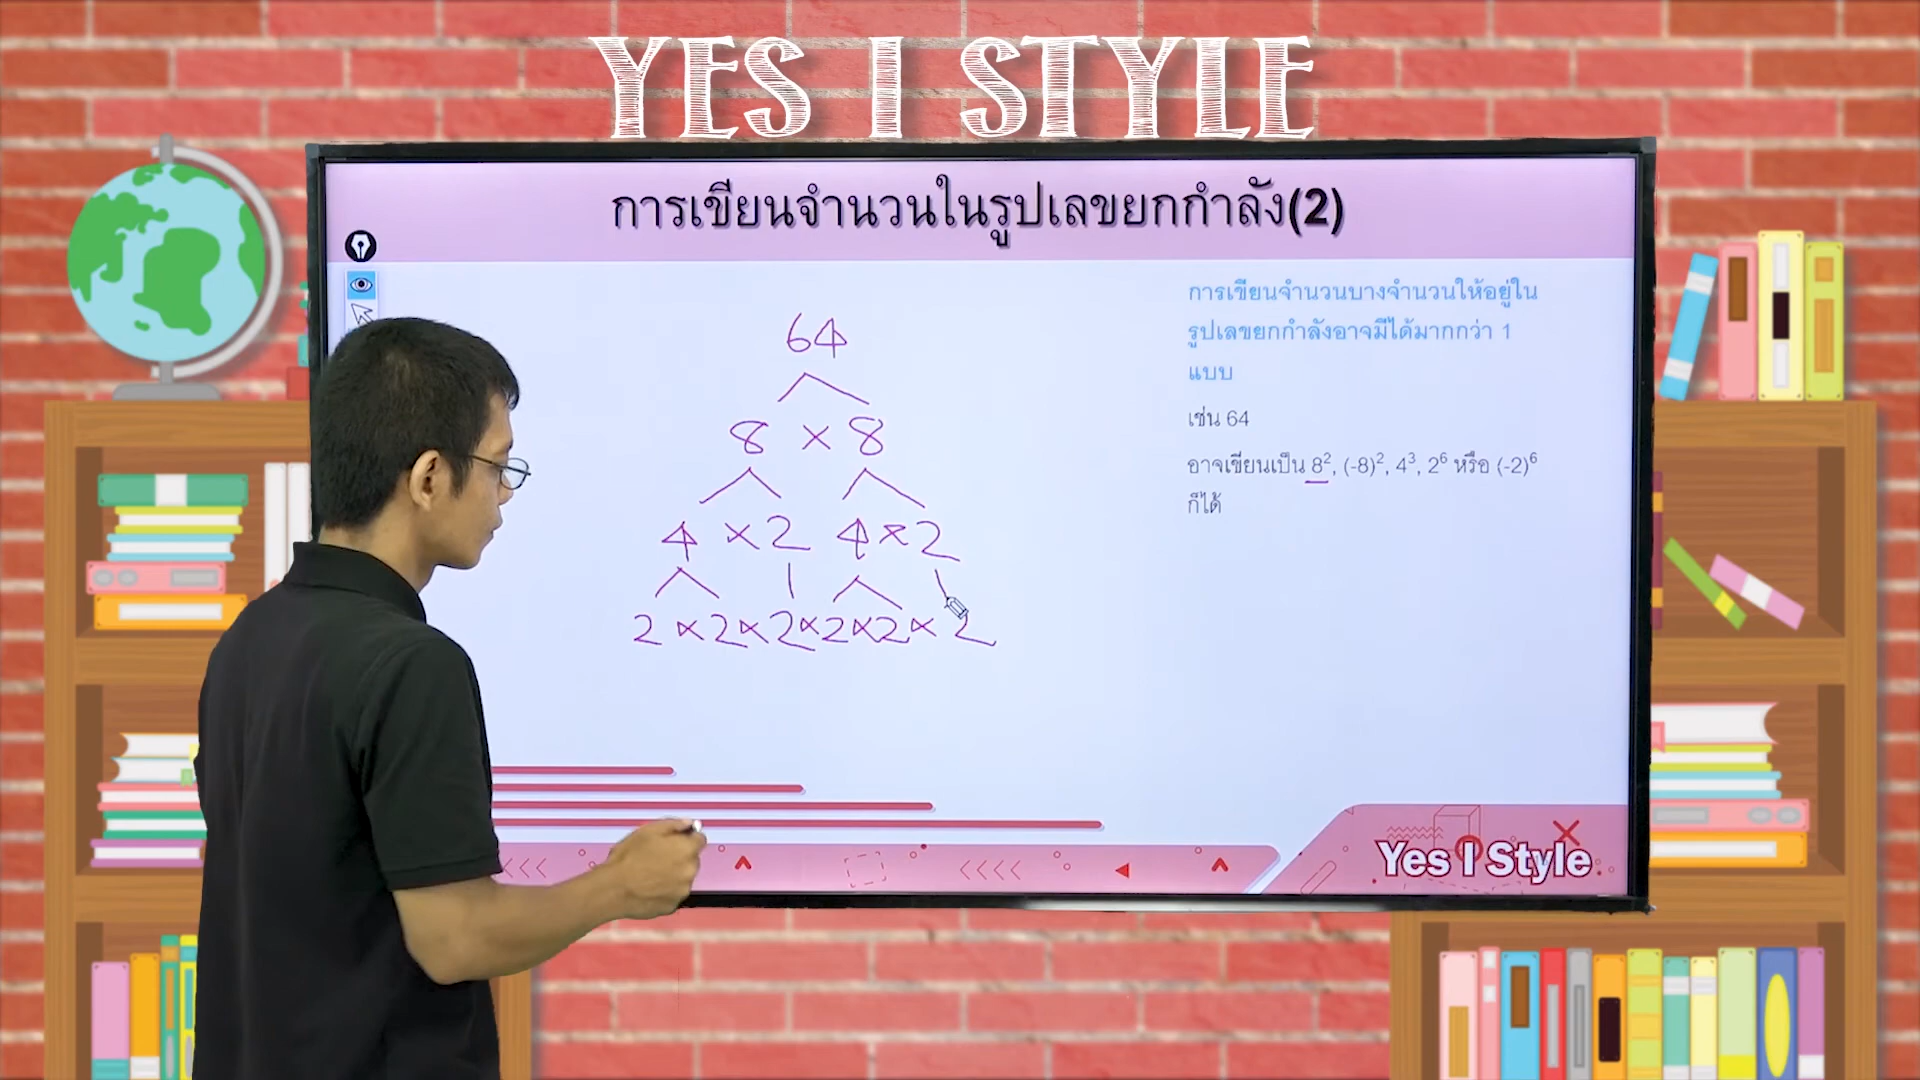 YES I STYLE
การเขียนจำนวนในรูปเลขยกกำลัง(2)
การเขียนจำนวนบางจำนวนให้อยู่ใน
รูปเลขยกกำลังอาจมีได้มากกว่า 1
แบบ
เช่น 64
อาจเขียนเป็น 8², (-8)², 4³, 2⁶ หรือ (-2)⁶
ก็ได้
64
8 × 8
4 × 2 4 × 2
2 × 2 × 2 × 2 × 2 × 2
Yes I Style